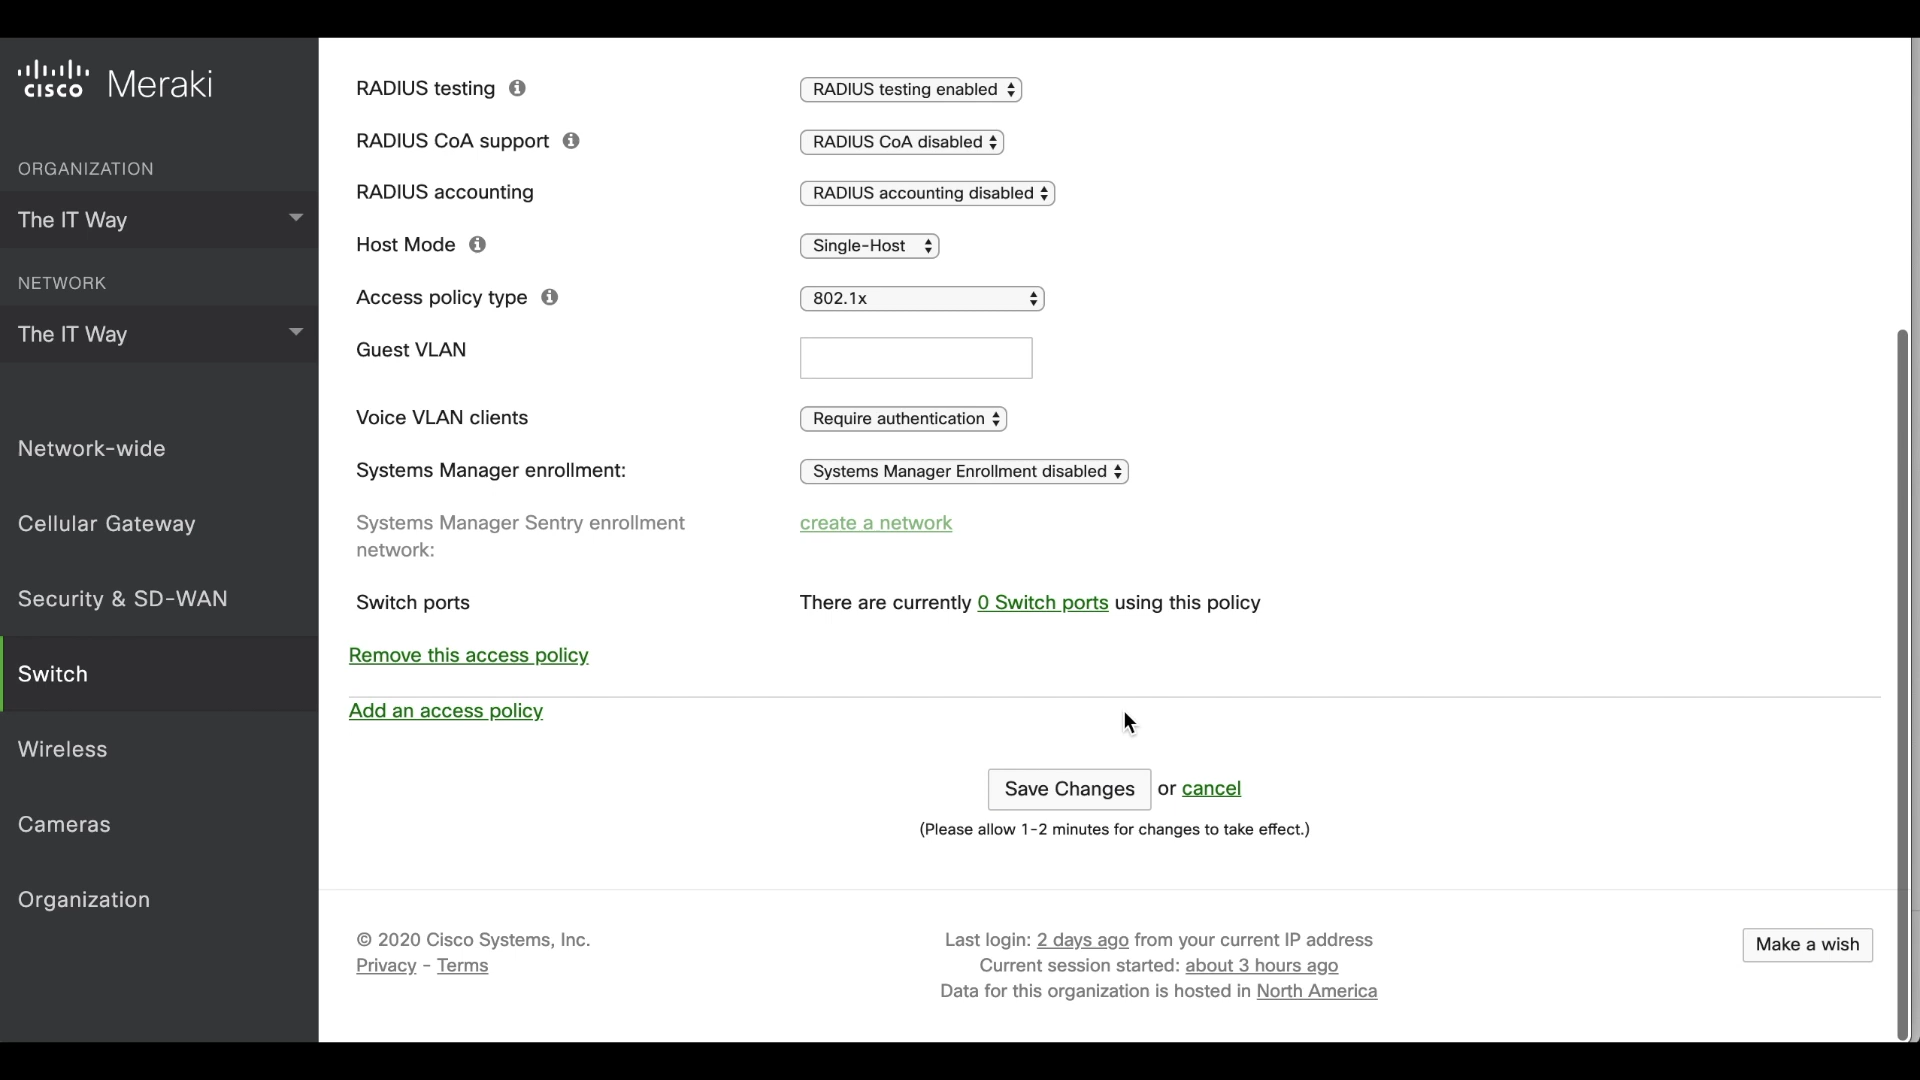 cisco Meraki
ORGANIZATION
The IT Way
NETWORK
The IT Way
Network-wide
Cellular Gateway
Security & SD-WAN
Switch
Wireless
Cameras
Organization
RADIUS testing RADIUS testing enabled
RADIUS CoA support RADIUS CoA disabled
RADIUS accounting RADIUS accounting disabled
Host Mode Single-Host
Access policy type 802.1x
Guest VLAN
Voice VLAN clients Require authentication
Systems Manager enrollment: Systems Manager Enrollment disabled
Systems Manager Sentry enrollment create a network
network:
Switch ports There are currently 0 Switch ports using this policy
Remove this access policy
Add an access policy
Save Changes or cancel
(Please allow 1-2 minutes for changes to take effect.)
© 2020 Cisco Systems, Inc.
Privacy - Terms
Last login: 2 days ago from your current IP address
Current session started: about 3 hours ago
Data for this organization is hosted in North America
Make a wish